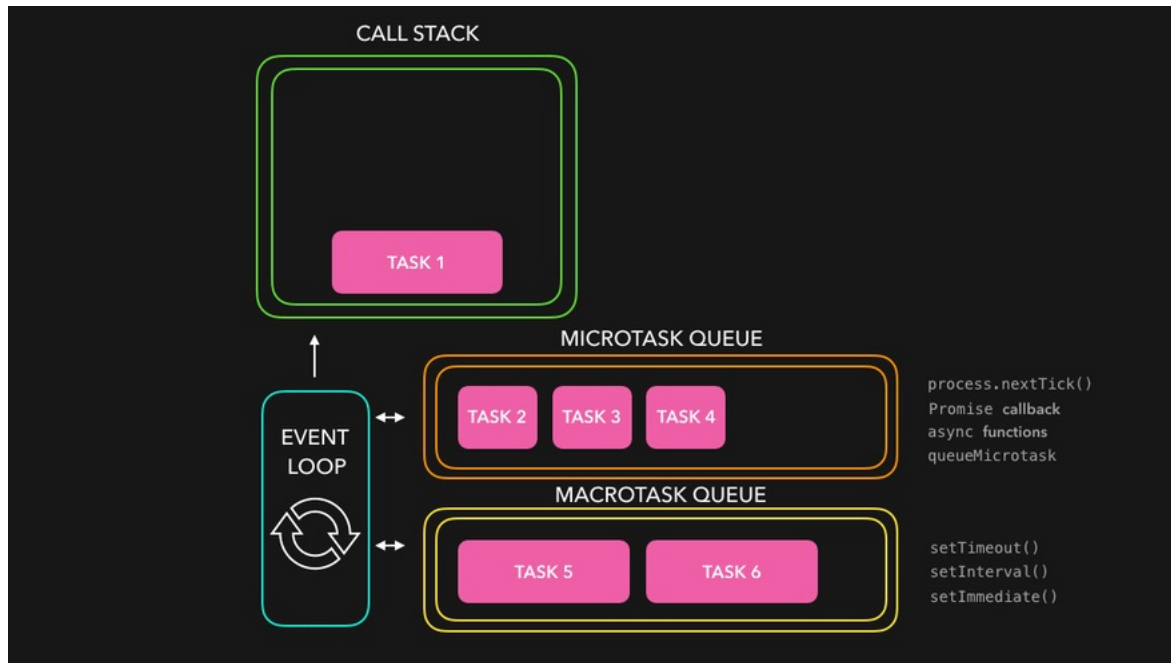 CALL STACK
TASK 1
MICROTASK QUEUE
TASK 2
TASK 3
TASK 4
process.nextTick()
Promise callback
async functions
queueMicrotask
EVENT
LOOP
MACROTASK QUEUE
TASK 5
TASK 6
setTimeout()
setInterval()
setImmediate()